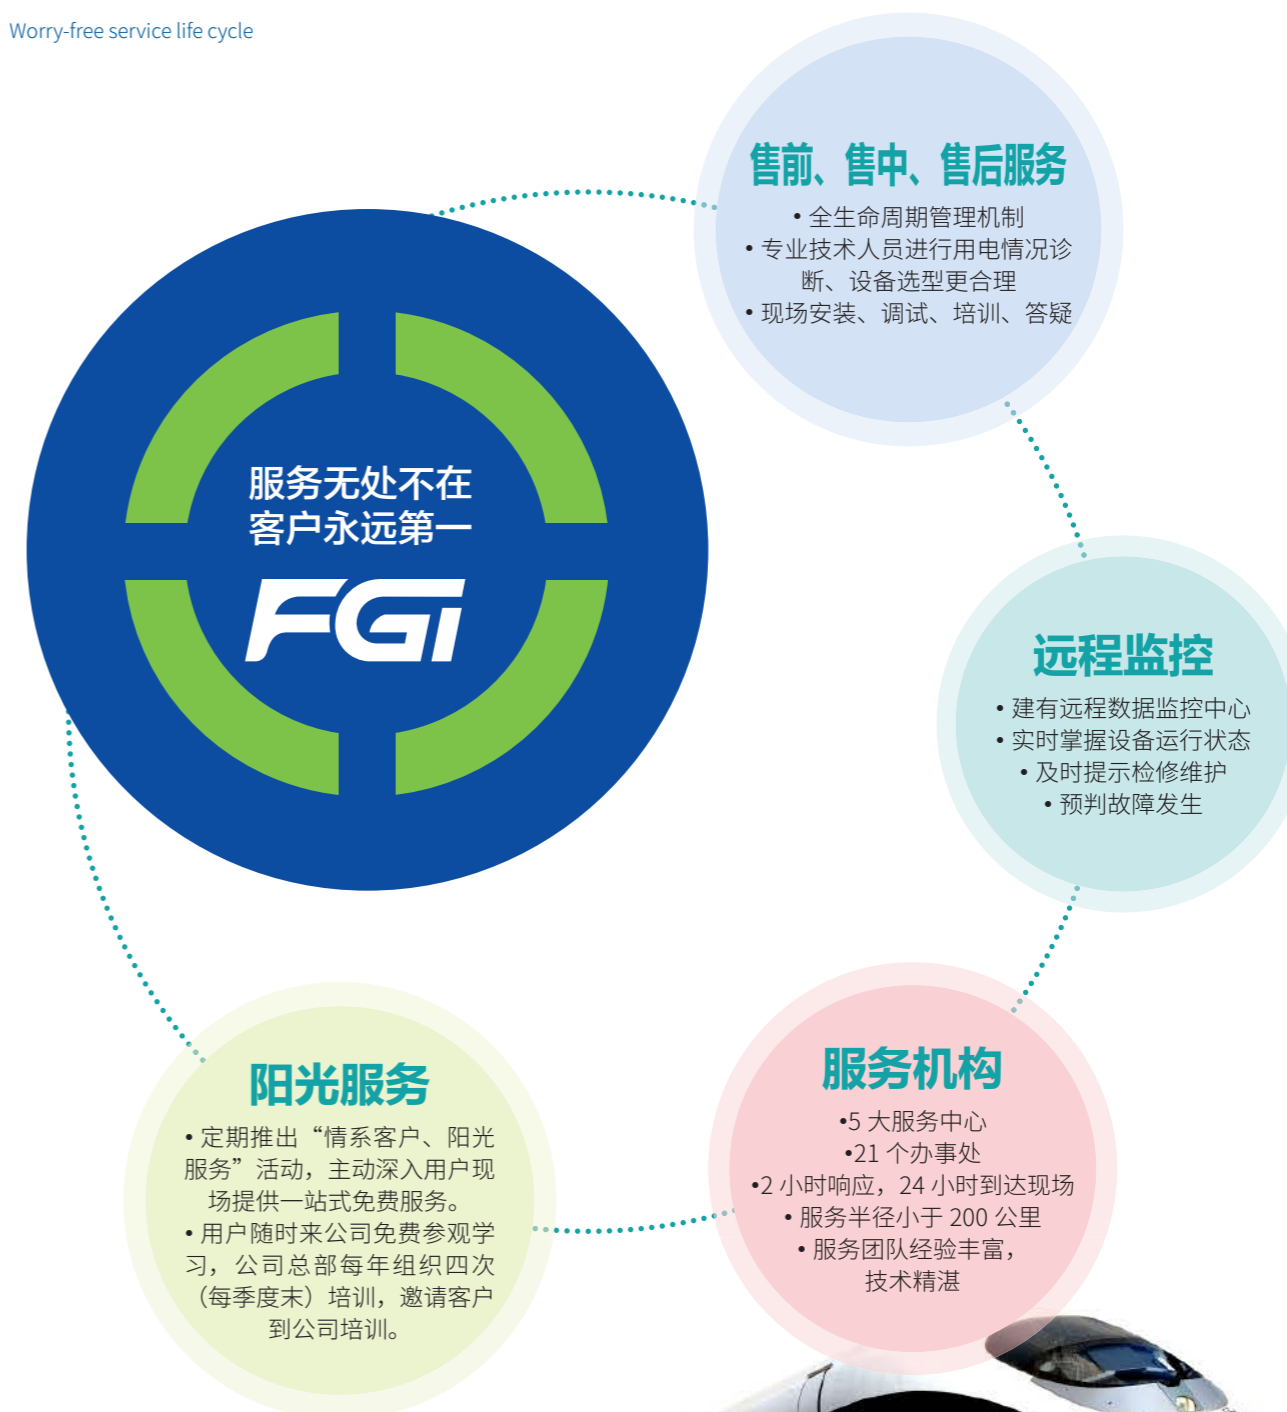 Worry-free service life cycle
售前、售中、售后服务
• 全生命周期管理机制
• 专业技术人员进行用电情况诊
断、设备选型更合理
• 现场安装、调试、培训、答疑
服务无处不在
客户永远第一
FGI
远程监控
• 建有远程数据监控中心
• 实时掌握设备运行状态
• 及时提示检修维护
• 预判故障发生
服务机构
•5 大服务中心
•21 个办事处
•2 小时响应，24 小时到达现场
• 服务半径小于 200 公里
• 服务团队经验丰富，
技术精湛
阳光服务
• 定期推出“情系客户、阳光
服务”活动，主动深入用户现
场提供一站式免费服务。
• 用户随时来公司免费参观学
习，公司总部每年组织四次
（每季度末）培训，邀请客户
到公司培训。